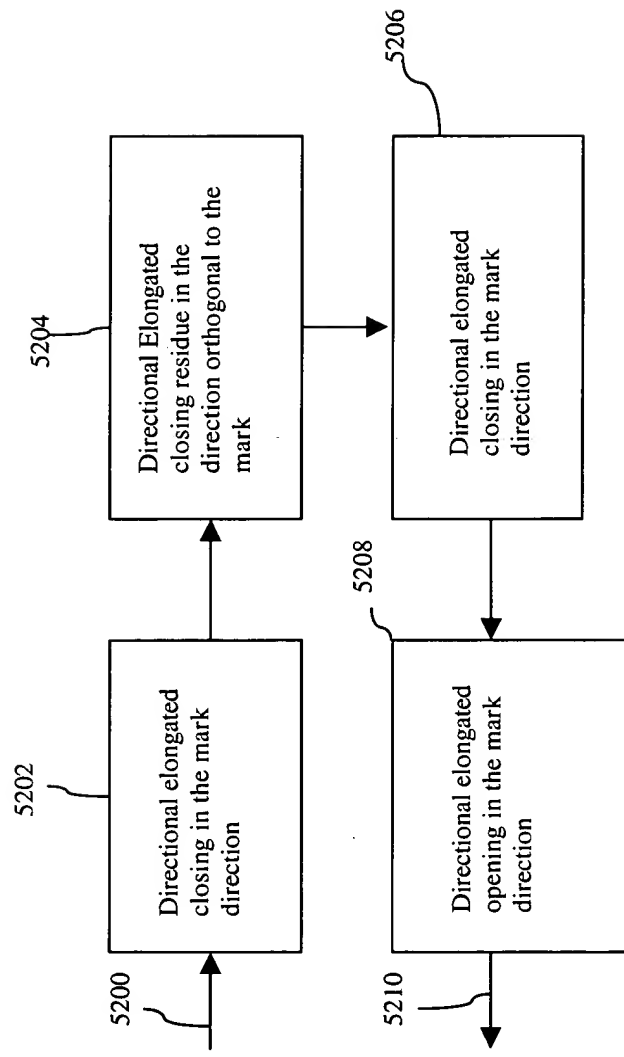 5200
5202
Directional elongated
closing in the mark
direction
5204
Directional Elongated
closing residue in the
direction orthogonal to the
mark
5206
Directional elongated
closing in the mark
direction
5208
Directional elongated
opening in the mark
direction
5210